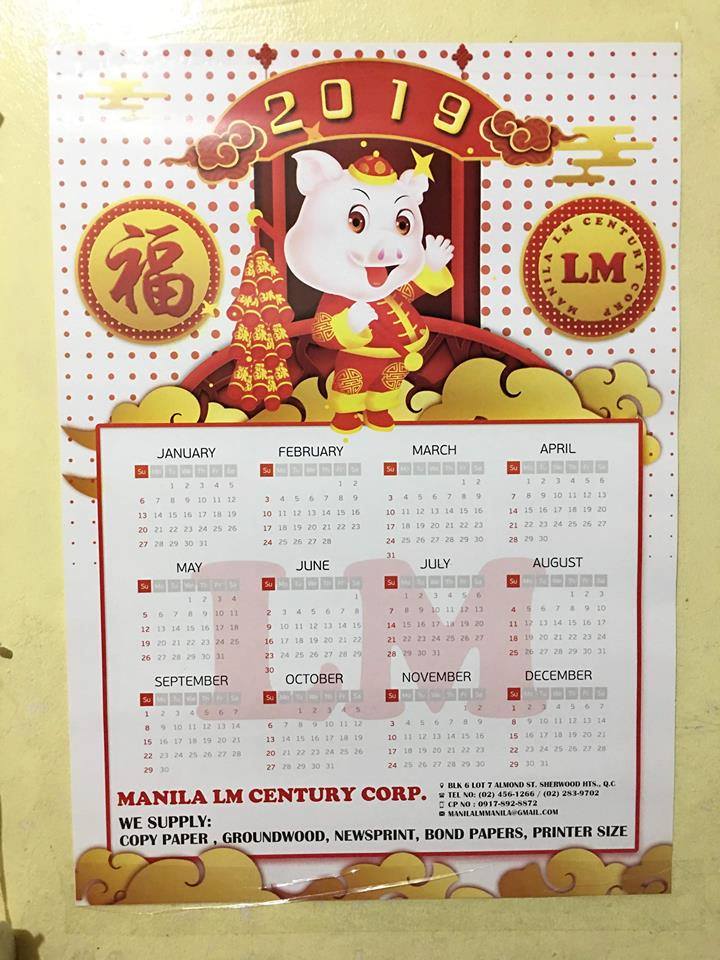 2019
福
MANILA LM CENTURY CORP
LM
JANUARY
Su Mo Tu We Th Fr Sa
1 2 3 4 5
6 7 8 9 10 11 12
13 14 15 16 17 18 19
20 21 22 23 24 25 26
27 28 29 30 31
FEBRUARY
Su Mo Tu We Th Fr Sa
1 2
3 4 5 6 7 8 9
10 11 12 13 14 15 16
17 18 19 20 21 22 23
24 25 26 27 28
MARCH
Su Mo Tu We Th Fr Sa
1 2
3 4 5 6 7 8 9
10 11 12 13 14 15 16
17 18 19 20 21 22 23
24 25 26 27 28 29 30
31
APRIL
Su Mo Tu We Th Fr Sa
1 2 3 4 5 6
7 8 9 10 11 12 13
14 15 16 17 18 19 20
21 22 23 24 25 26 27
28 29 30
MAY
Su Mo Tu We Th Fr Sa
1 2 3 4
5 6 7 8 9 10 11
12 13 14 15 16 17 18
19 20 21 22 23 24 25
26 27 28 29 30 31
JUNE
Su Mo Tu We Th Fr Sa
1
2 3 4 5 6 7 8
9 10 11 12 13 14 15
16 17 18 19 20 21 22
23 24 25 26 27 28 29
30
JULY
Su Mo Tu We Th Fr Sa
1 2 3 4 5 6
7 8 9 10 11 12 13
14 15 16 17 18 19 20
21 22 23 24 25 26 27
28 29 30 31
AUGUST
Su Mo Tu We Th Fr Sa
1 2 3
4 5 6 7 8 9 10
11 12 13 14 15 16 17
18 19 20 21 22 23 24
25 26 27 28 29 30 31
SEPTEMBER
Su Mo Tu We Th Fr Sa
1 2 3 4 5 6 7
8 9 10 11 12 13 14
15 16 17 18 19 20 21
22 23 24 25 26 27 28
29 30
OCTOBER
Su Mo Tu We Th Fr Sa
1 2 3 4 5
6 7 8 9 10 11 12
13 14 15 16 17 18 19
20 21 22 23 24 25 26
27 28 29 30 31
NOVEMBER
Su Mo Tu We Th Fr Sa
1 2
3 4 5 6 7 8 9
10 11 12 13 14 15 16
17 18 19 20 21 22 23
24 25 26 27 28 29 30
DECEMBER
Su Mo Tu We Th Fr Sa
1 2 3 4 5 6 7
8 9 10 11 12 13 14
15 16 17 18 19 20 21
22 23 24 25 26 27 28
29 30 31
LM
MANILA LM CENTURY CORP.
BLK 6 LOT 7 ALMOND ST. SHERWOOD HTS., Q.C
TEL NO: (02) 456-1266 / (02) 283-9702
CP NO : 0917-892-8872
MANILALMMANILA@GMAIL.COM
WE SUPPLY:
COPY PAPER , GROUNDWOOD, NEWSPRINT, BOND PAPERS, PRINTER SIZE